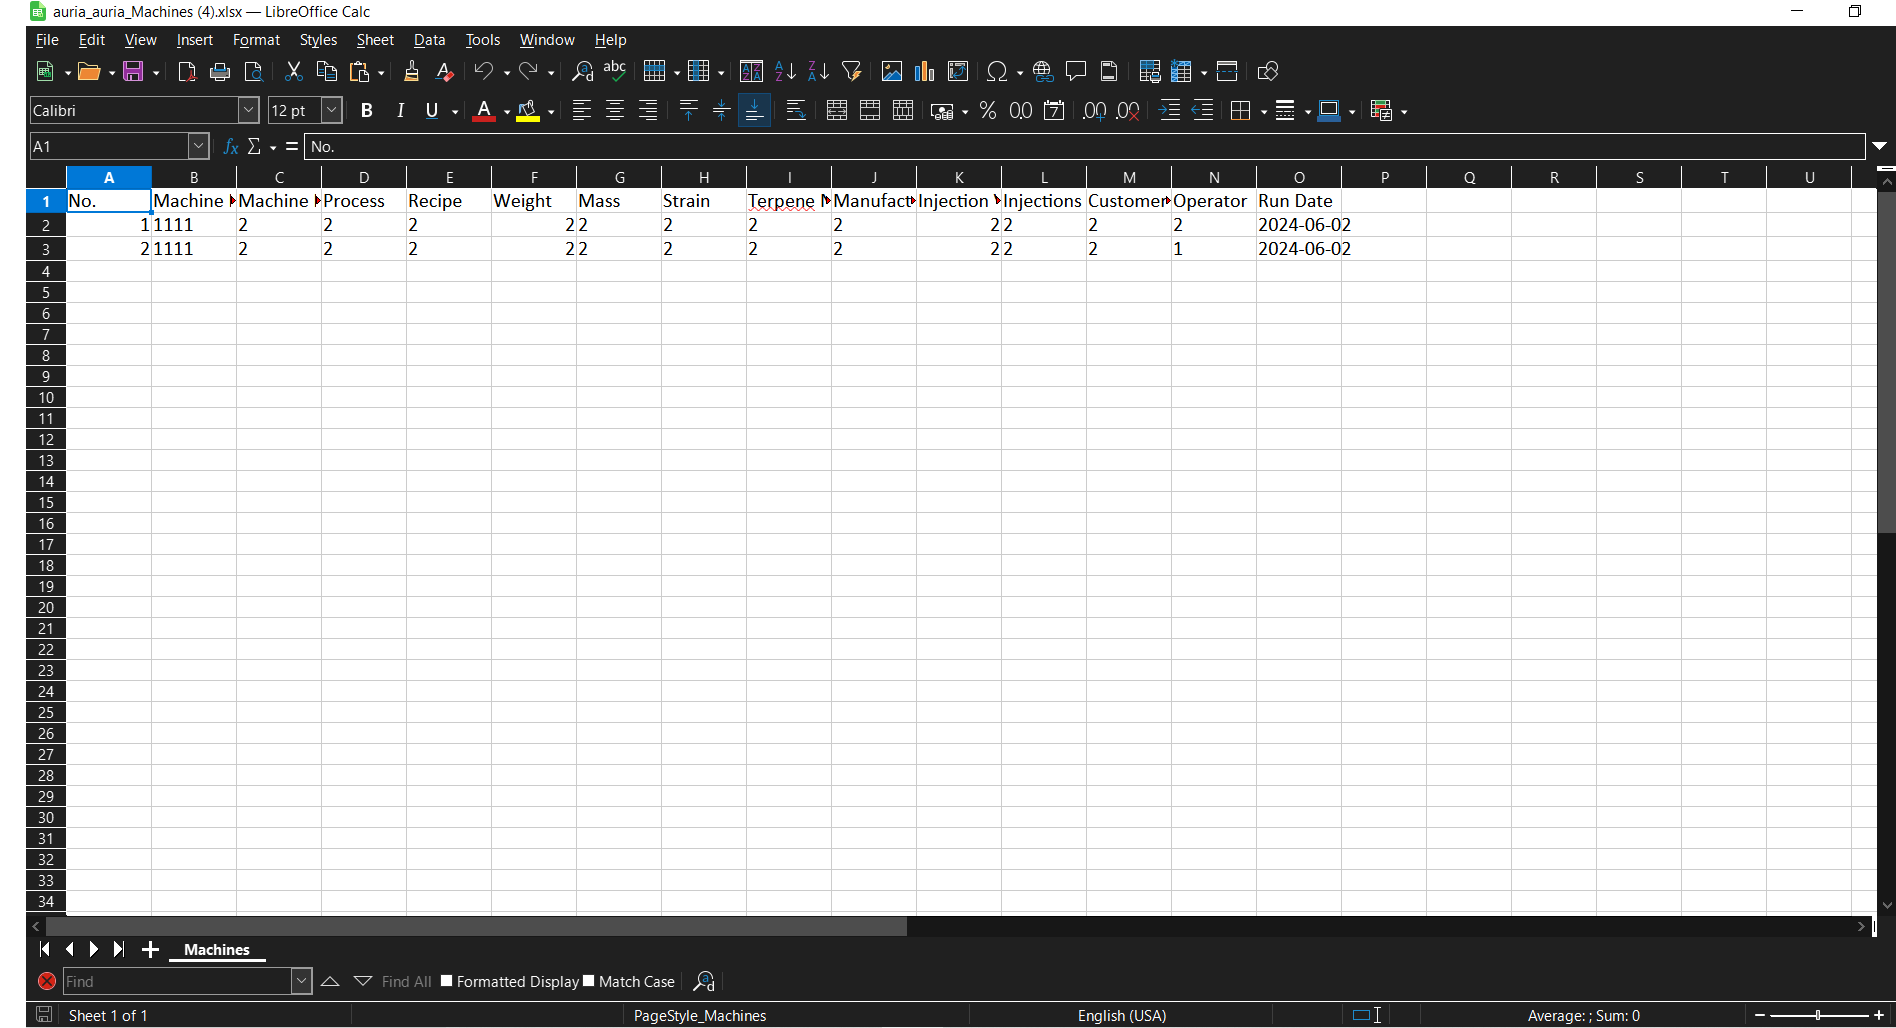 auria_auria_Machines (4).xlsx — LibreOffice Calc
File Edit View Insert Format Styles Sheet Data Tools Window Help
Calibri 12 pt B I U A % 00 7 .00 .00
A1 fx Σ = No.
A B C D E F G H I J K L M N O P Q R S T U
1 No. Machine Machine Process Recipe Weight Mass Strain Terpene Manufact Injection Injections Customer Operator Run Date
2 1 1111 2 2 2 2 2 2 2 2 2 2 2 2 2024-06-02
3 2 1111 2 2 2 2 2 2 2 2 2 2 2 1 2024-06-02
4
5
6
7
8
9
10
11
12
13
14
15
16
17
18
19
20
21
22
23
24
25
26
27
28
29
30
31
32
33
34
Machines
Find Find All Formatted Display Match Case
Sheet 1 of 1 PageStyle_Machines English (USA) Average: ; Sum: 0